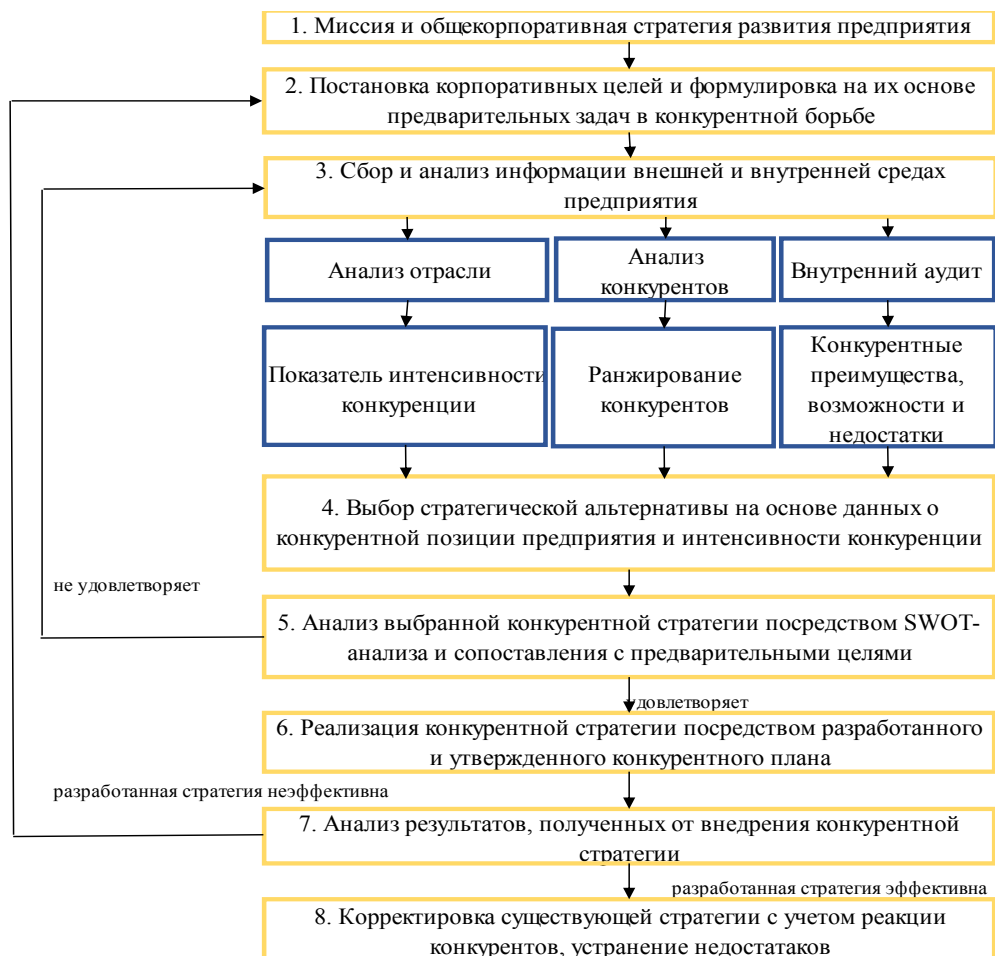 1. Миссия и общекорпоративная стратегия развития предприятия
2. Постановка корпоративных целей и формулировка на их основе
предварительных задач в конкурентной борьбе
3. Сбор и анализ информации внешней и внутренней средах
предприятия
Анализ отрасли
Анализ
конкурентов
Внутренний аудит
Показатель интенсивности
конкуренции
Ранжирование
конкурентов
Конкурентные
преимущества,
возможности и
недостатки
4. Выбор стратегической альтернативы на основе данных о
конкурентной позиции предприятия и интенсивности конкуренции
не удовлетворяет
5. Анализ выбранной конкурентной стратегии посредством SWOT-
анализа и сопоставления с предварительными целями
удовлетворяет
6. Реализация конкурентной стратегии посредством разработанного
и утвержденного конкурентного плана
разработанная стратегия неэффективна
7. Анализ результатов, полученных от внедрения конкурентной
стратегии
разработанная стратегия эффективна
8. Корректировка существующей стратегии с учетом реакции
конкурентов, устранение недостатаков